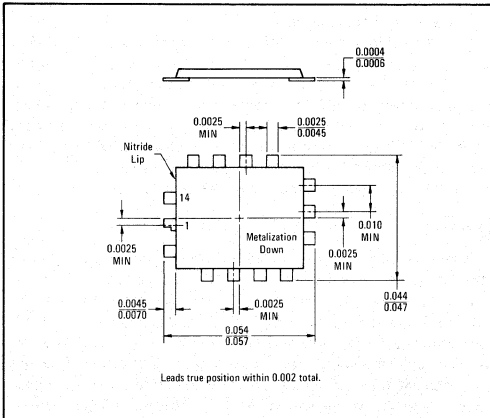 0.0004
0.0006
0.0025
MIN
0.0025
0.0045
Nitride
Lip
14
1
0.0025
MIN
Metalization
Down
0.010
MIN
0.0025
MIN
0.0045
0.0070
0.0025
MIN
0.044
0.047
0.054
0.057
Leads true position within 0.002 total.